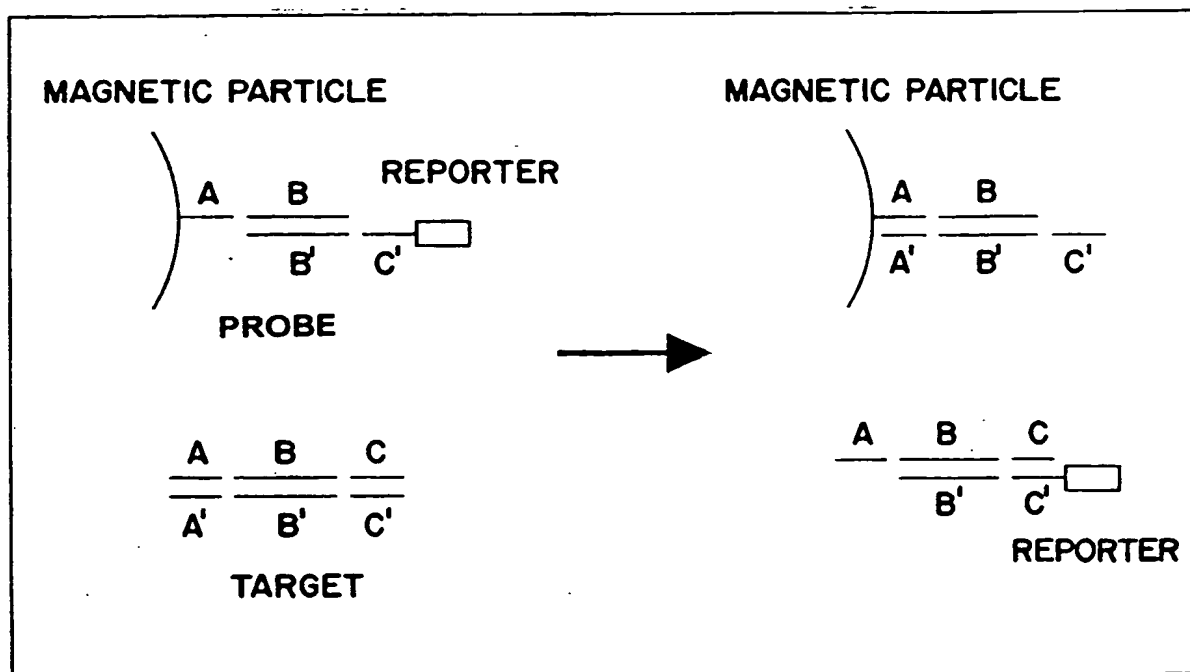 MAGNETIC PARTICLE
A B REPORTER
B' C'
PROBE
A B C
A' B' C'
TARGET
MAGNETIC PARTICLE
A B
A' B' C'
A B C
B' C'
REPORTER